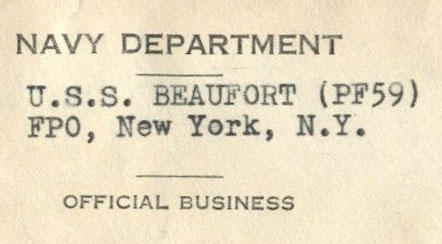 NAVY DEPARTMENT
U.S.S. BEAUFORT (PF59)
FPO, New York, N.Y.
OFFICIAL BUSINESS